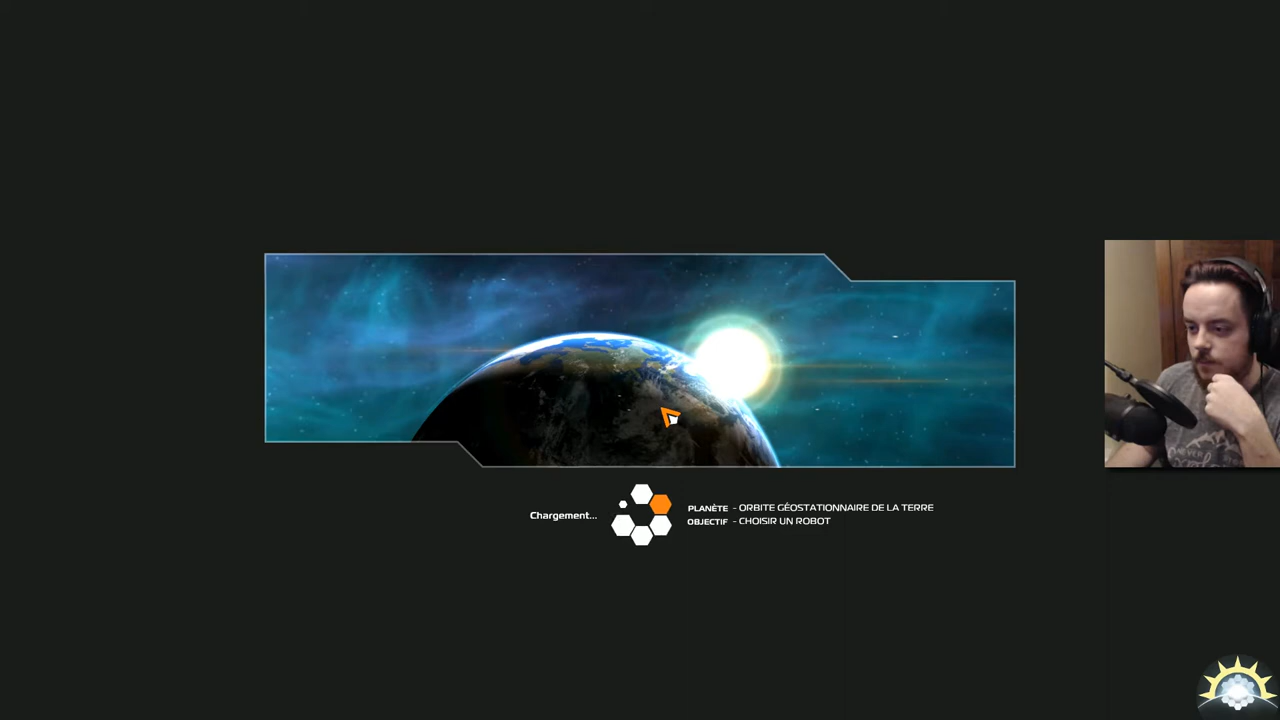 Chargement...
PLANÈTE - ORBITE GÉOSTATIONNAIRE DE LA TERRE
OBJECTIF - CHOISIR UN ROBOT